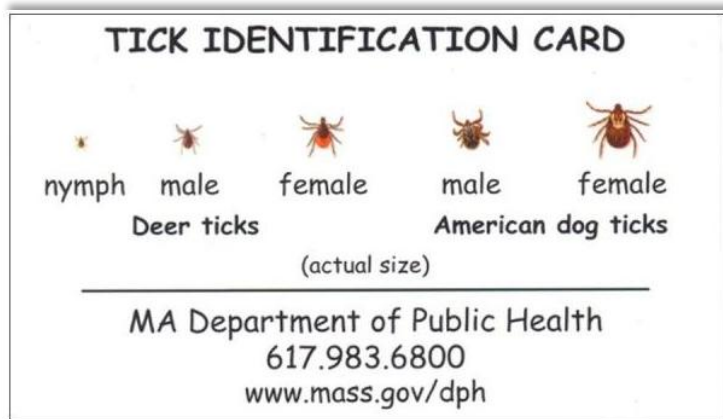 TICK IDENTIFICATION CARD
nymph male female male female
Deer ticks American dog ticks
(actual size)
MA Department of Public Health
617.983.6800
www.mass.gov/dph